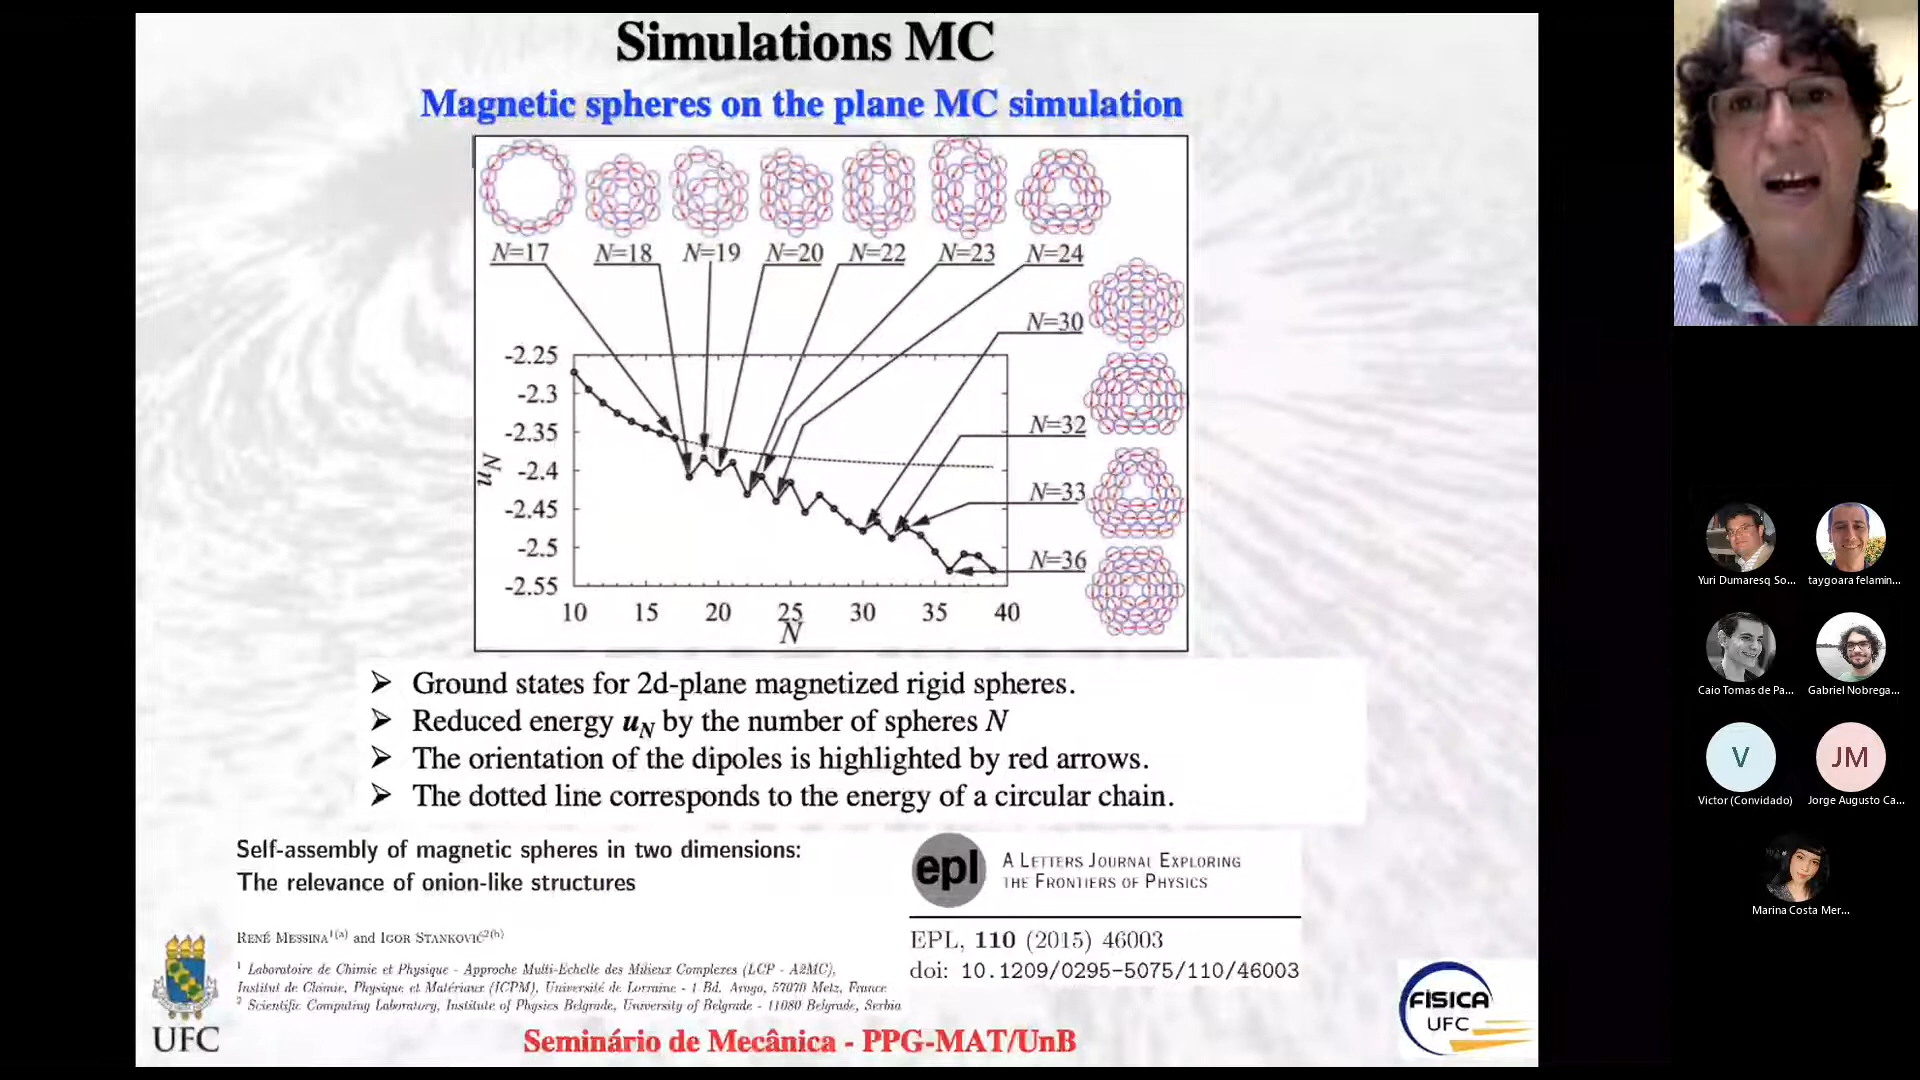 Simulations MC
Magnetic spheres on the plane MC simulation
N=17
N=18
N=19
N=20
N=22
N=23
N=24
N=30
N=32
N=33
N=36
-2.25
-2.3
-2.35
-2.4
-2.45
-2.5
-2.55
u_N
10 15 20 25 30 35 40
N
➢ Ground states for 2d-plane magnetized rigid spheres.
➢ Reduced energy u_N by the number of spheres N
➢ The orientation of the dipoles is highlighted by red arrows.
➢ The dotted line corresponds to the energy of a circular chain.
Self-assembly of magnetic spheres in two dimensions:
The relevance of onion-like structures
René Messina1(a) and Igor Stanković2(b)
1 Laboratoire de Chimie et Physique - Approche Multi-Echelle des Milieux Complexes (LCP - A2MC),
Institut de Chimie, Physique et Matériaux (ICPM), Université de Lorraine - 1 Bd. Arago, 57070 Metz, France
2 Scientific Computing Laboratory, Institute of Physics Belgrade, University of Belgrade - 11080 Belgrade, Serbia
epl
A Letters Journal Exploring
the Frontiers of Physics
EPL, 110 (2015) 46003
doi: 10.1209/0295-5075/110/46003
UFC
Seminário de Mecânica - PPG-MAT/UnB
FÍSICA
UFC
Yuri Dumaresq So...
taygoara felamin...
Caio Tomas de Pa...
Gabriel Nobrega...
V
Victor (Convidado)
JM
Jorge Augusto Ca...
Marina Costa Mer...